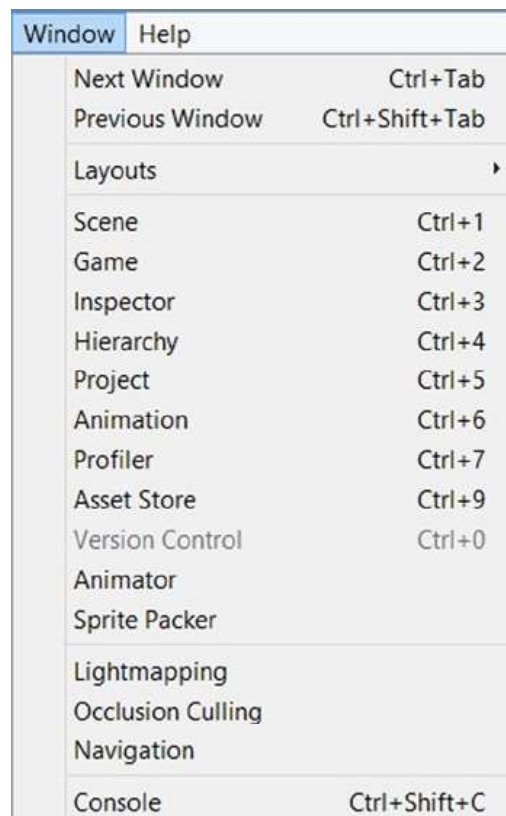 Window Help
Next Window Ctrl+Tab
Previous Window Ctrl+Shift+Tab
Layouts
Scene Ctrl+1
Game Ctrl+2
Inspector Ctrl+3
Hierarchy Ctrl+4
Project Ctrl+5
Animation Ctrl+6
Profiler Ctrl+7
Asset Store Ctrl+9
Version Control Ctrl+0
Animator
Sprite Packer
Lightmapping
Occlusion Culling
Navigation
Console Ctrl+Shift+C